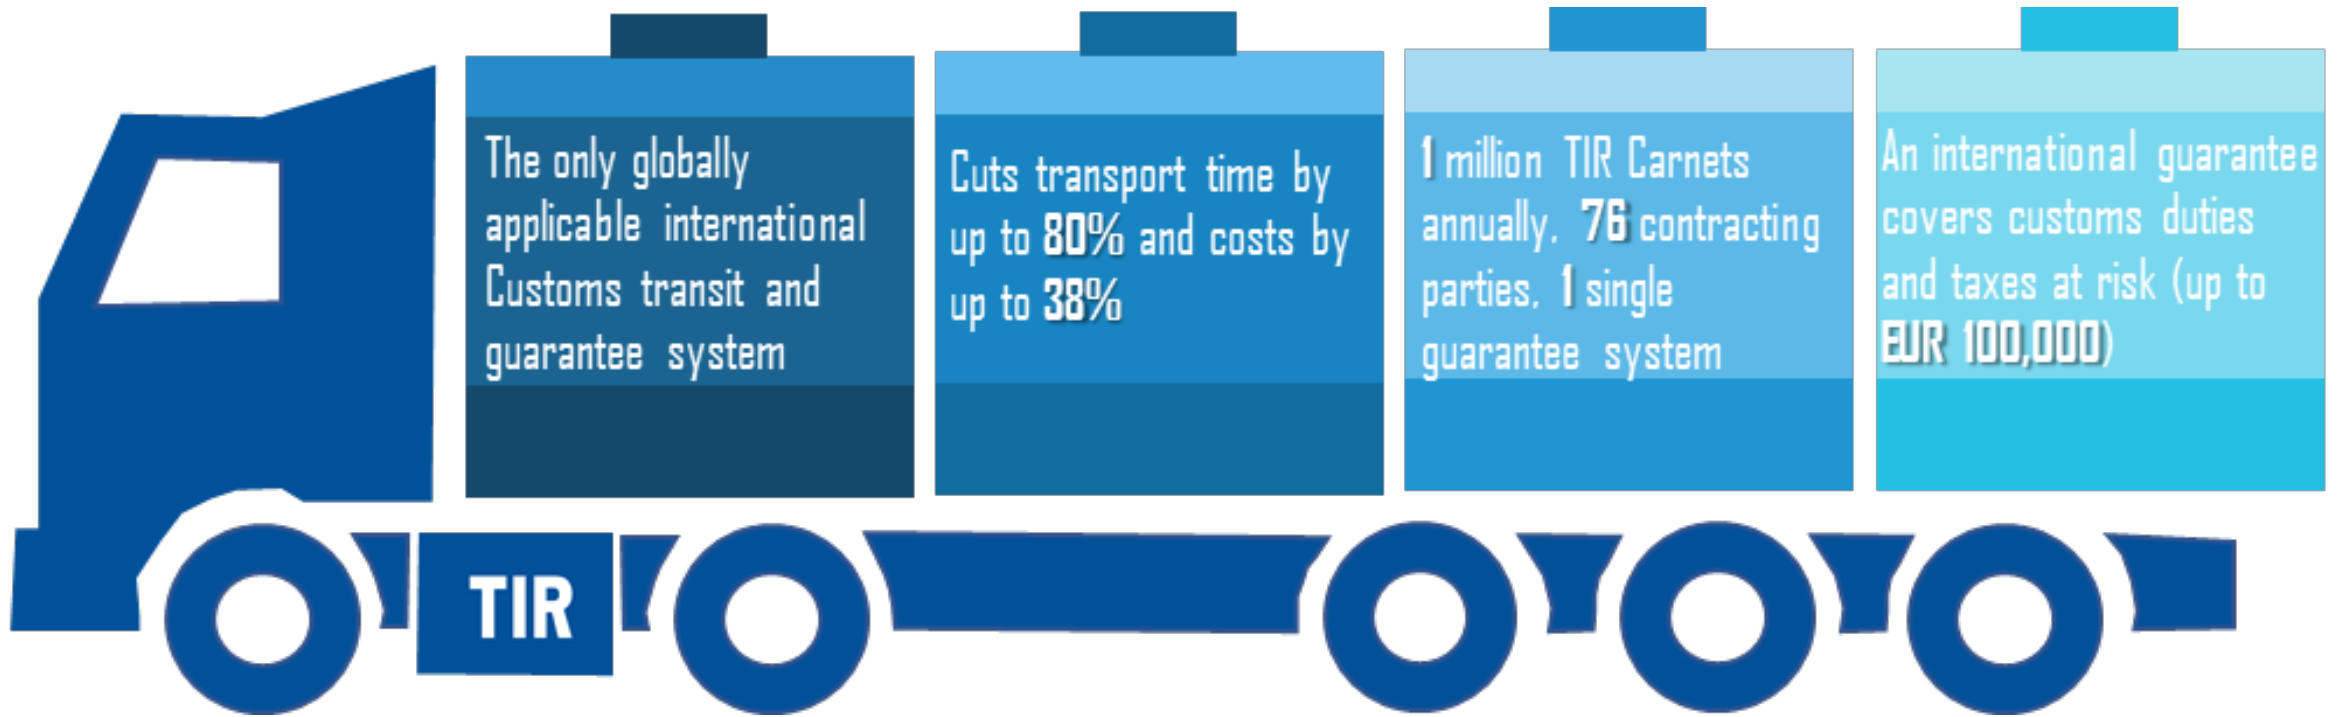 The only globally
applicable international
Customs transit and
guarantee system
Cuts transport time by
up to 80% and costs by
up to 38%
1 million TIR Carnets
annually, 76 contracting
parties, 1 single
guarantee system
An international guarantee
covers customs duties
and taxes at risk (up to
EUR 100,000)
TIR